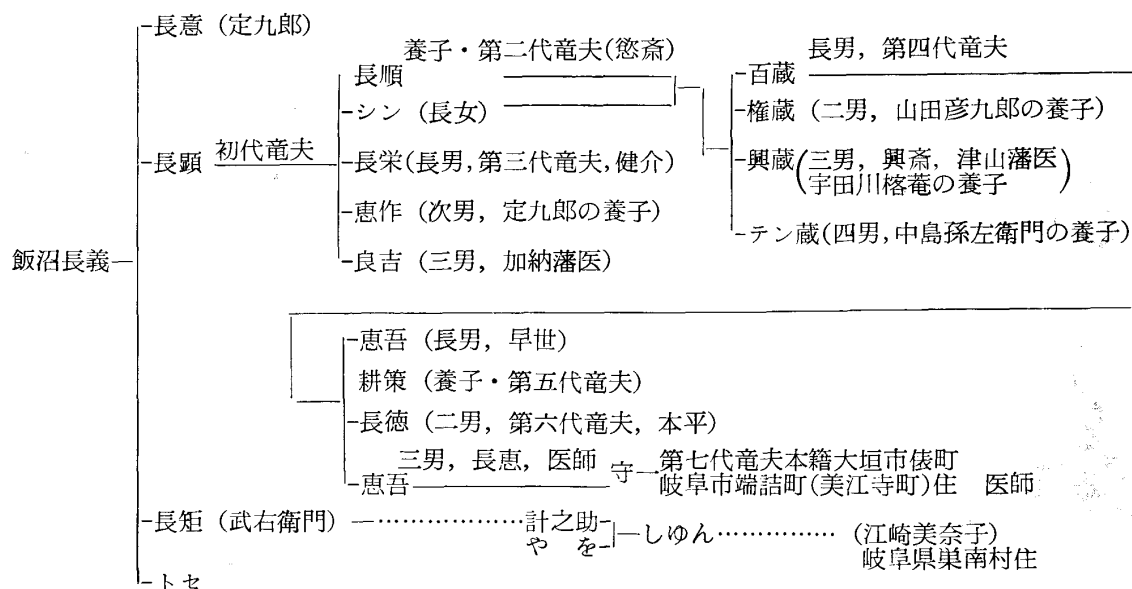 長意 (定九郎)
養子・第二代竜夫(慾斎)
長男, 第四代竜夫
長順
百蔵
シン (長女)
権蔵 (二男, 山田彦九郎の養子)
長顕 初代竜夫
長栄(長男, 第三代竜夫, 健介)
興蔵(三男, 興斎, 津山藩医
宇田川榕菴の養子)
恵作 (次男, 定九郎の養子)
テン蔵(四男, 中島孫左衛門の養子)
飯沼長義
良吉 (三男, 加納藩医)
恵吾 (長男, 早世)
耕策 (養子・第五代竜夫)
長徳 (二男, 第六代竜夫, 本平)
三男, 長恵, 医師
恵吾 守 第七代竜夫本籍大垣市俵町
岐阜市端詰町(美江寺町)住 医師
長矩 (武右衛門) ……………… 計之助
やを
しゆん …………… (江崎美奈子)
岐阜県巣南村住
トセ